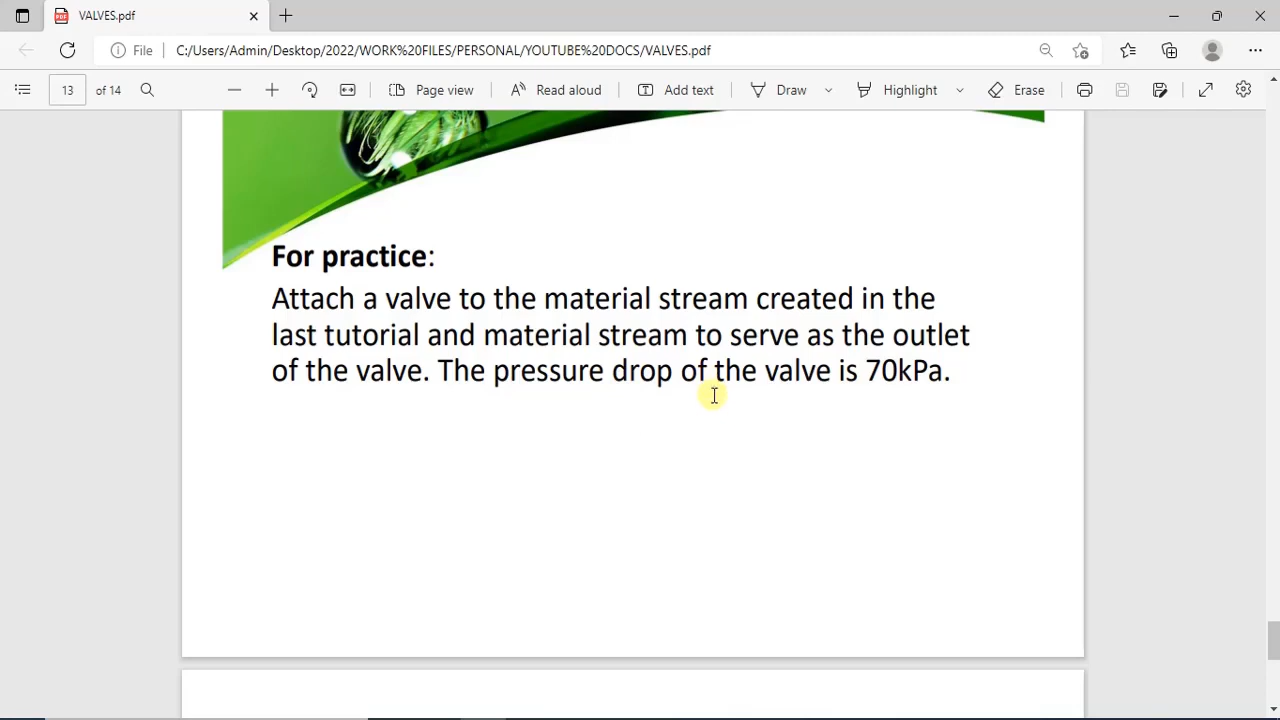 VALVES.pdf
File
C:/Users/Admin/Desktop/2022/WORK%20FILES/PERSONAL/YOUTUBE%20DOCS/VALVES.pdf
13 of 14 Page view Read aloud Add text Draw Highlight Erase
For practice:
Attach a valve to the material stream created in the
last tutorial and material stream to serve as the outlet
of the valve. The pressure drop of the valve is 70kPa.